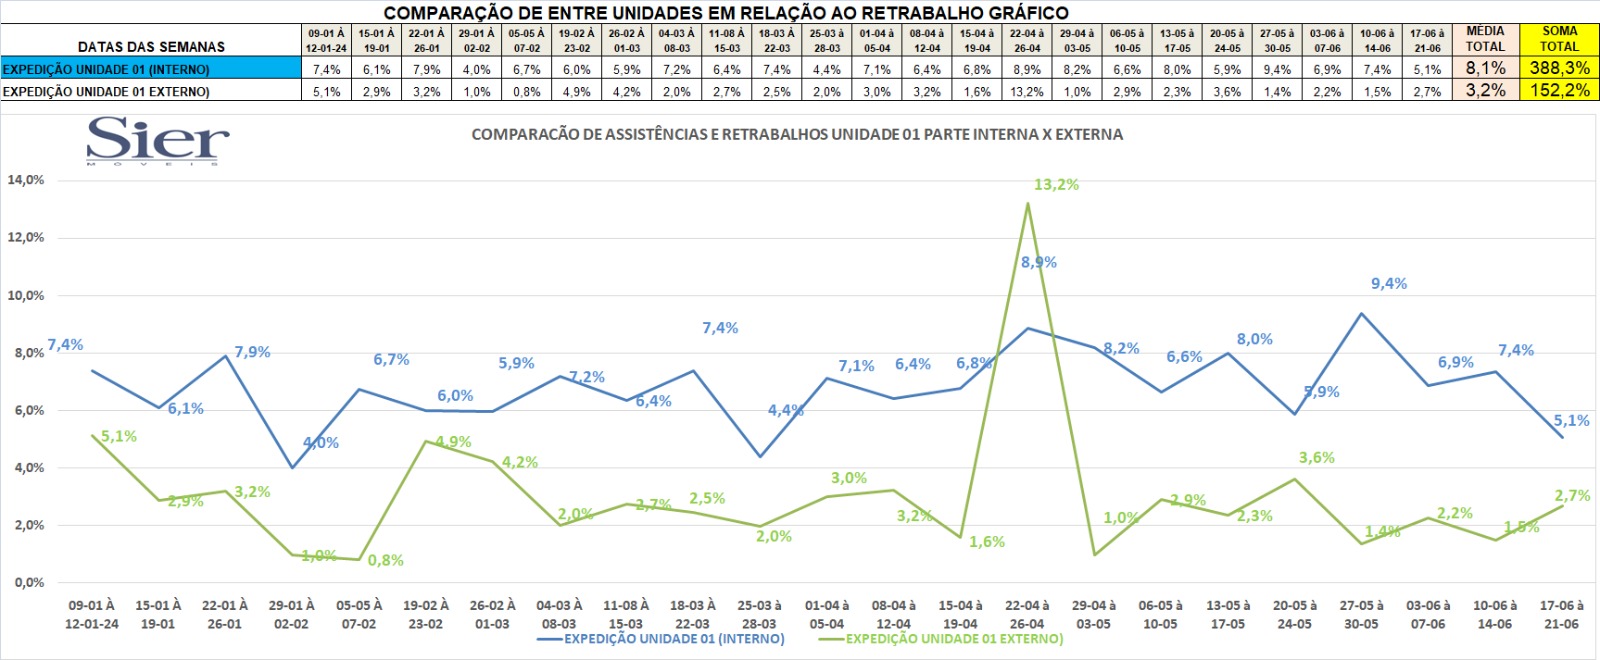 COMPARAÇÃO DE ENTRE UNIDADES EM RELAÇÃO AO RETRABALHO GRÁFICO
DATAS DAS SEMANAS 09-01 À 12-01-24 15-01 À 19-01 22-01 À 26-01 29-01 À 02-02 05-05 À 07-02 19-02 À 23-02 26-02 À 01-03 04-03 À 08-03 11-08 À 15-03 18-03 À 22-03 25-03 à 28-03 01-04 à 05-04 08-04 à 12-04 15-04 à 19-04 22-04 à 26-04 29-04 à 03-05 06-05 à 10-05 13-05 à 17-05 20-05 à 24-05 27-05 à 30-05 03-06 à 07-06 10-06 à 14-06 17-06 à 21-06 MÉDIA TOTAL SOMA TOTAL
EXPEDIÇÃO UNIDADE 01 (INTERNO) 7,4% 6,1% 7,9% 4,0% 6,7% 6,0% 5,9% 7,2% 6,4% 7,4% 4,4% 7,1% 6,4% 6,8% 8,9% 8,2% 6,6% 8,0% 5,9% 9,4% 6,9% 7,4% 5,1% 8,1% 388,3%
EXPEDIÇÃO UNIDADE 01 EXTERNO) 5,1% 2,9% 3,2% 1,0% 0,8% 4,9% 4,2% 2,0% 2,7% 2,5% 2,0% 3,0% 3,2% 1,6% 13,2% 1,0% 2,9% 2,3% 3,6% 1,4% 2,2% 1,5% 2,7% 3,2% 152,2%
Sier
MÓVEIS
COMPARACÃO DE ASSISTÊNCIAS E RETRABALHOS UNIDADE 01 PARTE INTERNA X EXTERNA
14,0%
12,0%
10,0%
8,0%
6,0%
4,0%
2,0%
0,0%
7,4% 6,1% 7,9% 4,0% 6,7% 6,0% 5,9% 7,2% 6,4% 7,4% 4,4% 7,1% 6,4% 6,8% 8,9% 8,2% 6,6% 8,0% 5,9% 9,4% 6,9% 7,4% 5,1%
5,1% 2,9% 3,2% 1,0% 0,8% 4,9% 4,2% 2,0% 2,7% 2,5% 2,0% 3,0% 3,2% 1,6% 13,2% 1,0% 2,9% 2,3% 3,6% 1,4% 2,2% 1,5% 2,7%
09-01 À 15-01 À 22-01 À 29-01 À 05-05 À 19-02 À 26-02 À 04-03 À 11-08 À 18-03 À 25-03 à 01-04 à 08-04 à 15-04 à 22-04 à 29-04 à 06-05 à 13-05 à 20-05 à 27-05 à 03-06 à 10-06 à 17-06 à
12-01-24 19-01 26-01 02-02 07-02 23-02 01-03 08-03 15-03 22-03 28-03 05-04 12-04 19-04 26-04 03-05 10-05 17-05 24-05 30-05 07-06 14-06 21-06
EXPEDIÇÃO UNIDADE 01 (INTERNO) EXPEDIÇÃO UNIDADE 01 EXTERNO)